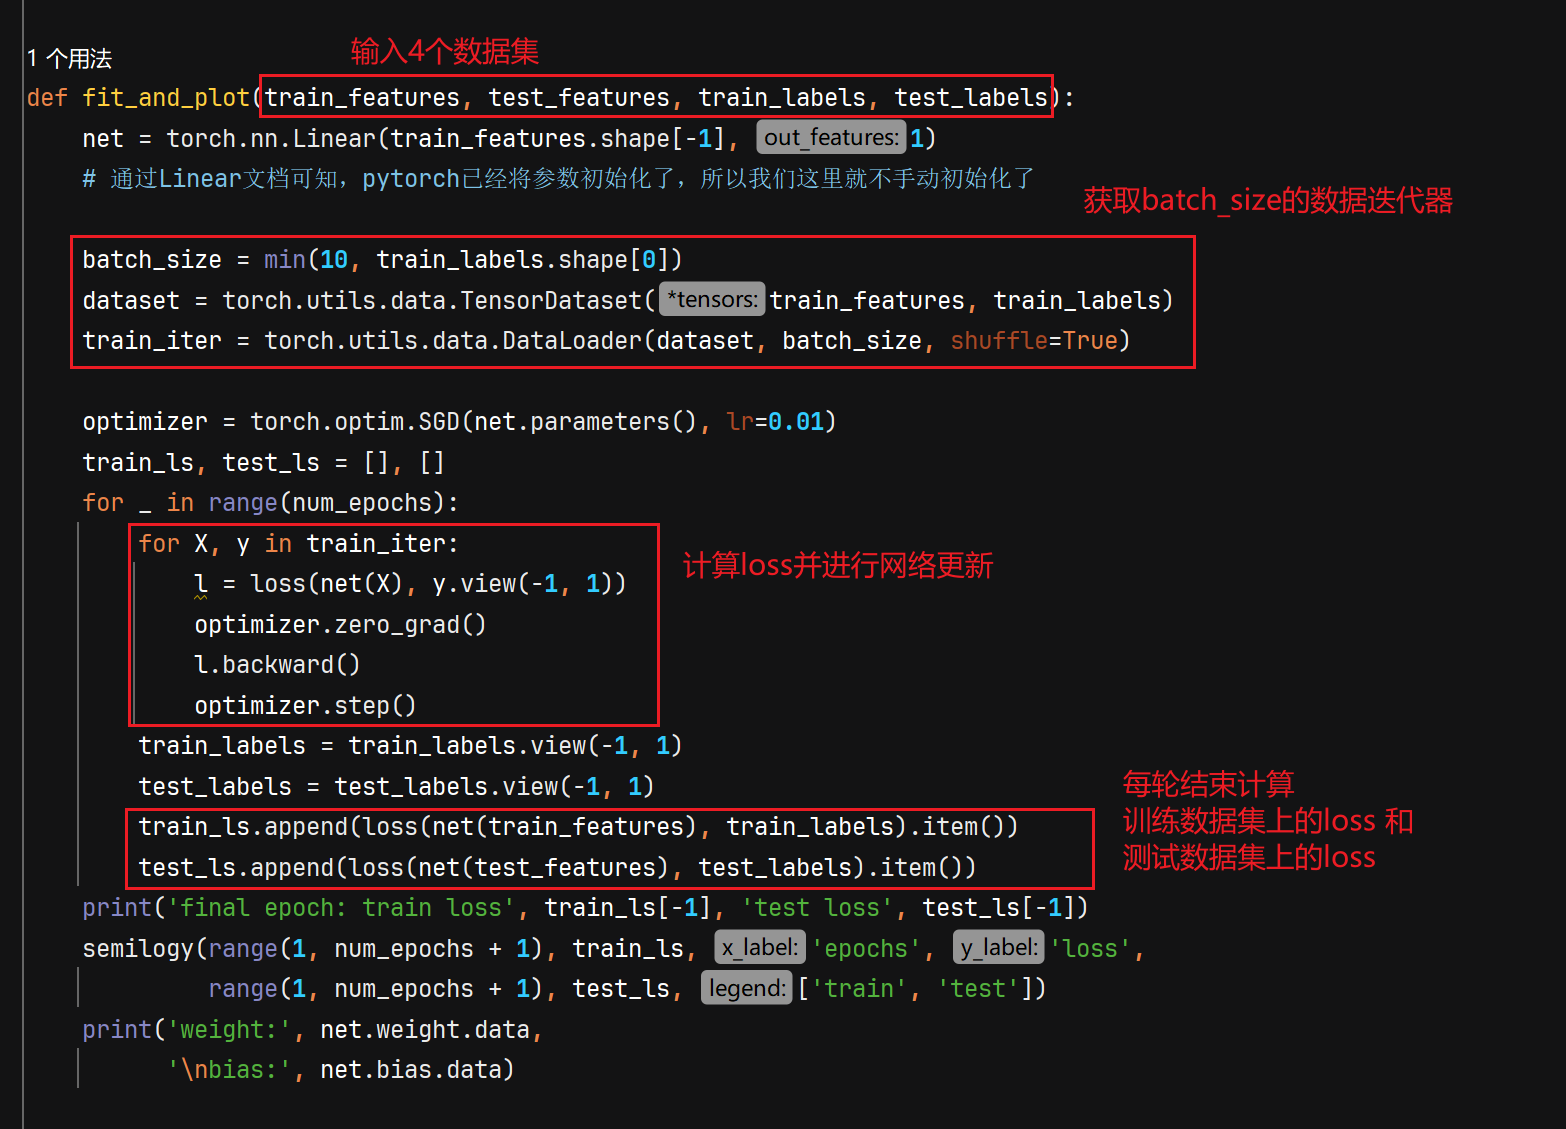 1 个用法
输入4个数据集
def fit_and_plot(train_features, test_features, train_labels, test_labels):
    net = torch.nn.Linear(train_features.shape[-1], out_features: 1)
    # 通过Linear文档可知，pytorch已经将参数初始化了，所以我们这里就不手动初始化了
获取batch_size的数据迭代器
    batch_size = min(10, train_labels.shape[0])
    dataset = torch.utils.data.TensorDataset( *tensors: train_features, train_labels)
    train_iter = torch.utils.data.DataLoader(dataset, batch_size, shuffle=True)
    optimizer = torch.optim.SGD(net.parameters(), lr=0.01)
    train_ls, test_ls = [], []
    for _ in range(num_epochs):
        for X, y in train_iter:
计算loss并进行网络更新
            l = loss(net(X), y.view(-1, 1))
            optimizer.zero_grad()
            l.backward()
            optimizer.step()
        train_labels = train_labels.view(-1, 1)
        test_labels = test_labels.view(-1, 1)
每轮结束计算
训练数据集上的loss 和
测试数据集上的loss
        train_ls.append(loss(net(train_features), train_labels).item())
        test_ls.append(loss(net(test_features), test_labels).item())
    print('final epoch: train loss', train_ls[-1], 'test loss', test_ls[-1])
    semilogy(range(1, num_epochs + 1), train_ls, x_label: 'epochs', y_label: 'loss',
             range(1, num_epochs + 1), test_ls, legend: ['train', 'test'])
    print('weight:', net.weight.data,
          '\nbias:', net.bias.data)